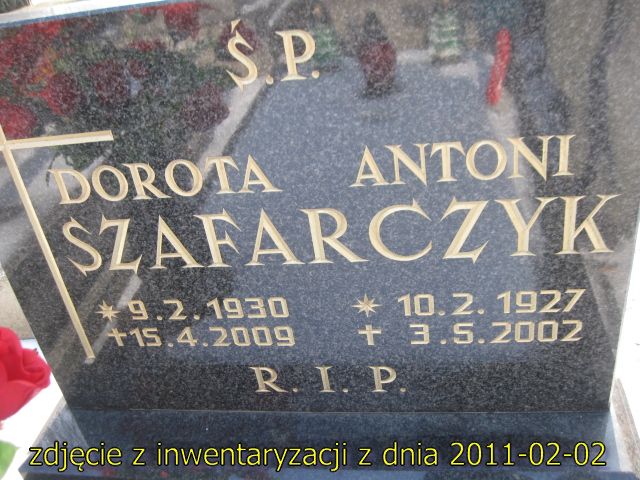 Ś.P.
DOROTA ANTONI
SZAFARCZYK
* 9.2.1930 * 10.2.1927
†15.4.2009 † 3.5.2002
R.I.P.
zdjęcie z inwentaryzacji z dnia 2011-02-02